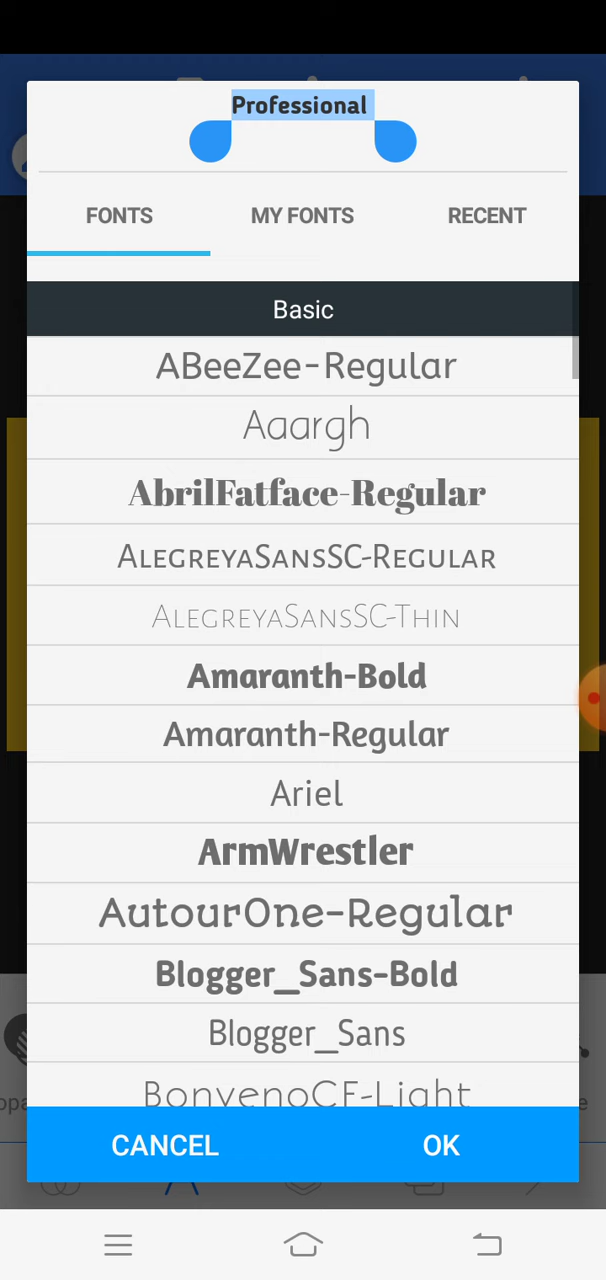 Professional
FONTS MY FONTS RECENT
Basic
ABeeZee-Regular
Aaargh
AbrilFatface-Regular
AlegreyaSansSC-Regular
AlegreyaSansSC-Thin
Amaranth-Bold
Amaranth-Regular
Ariel
ArmWrestler
AutourOne-Regular
Blogger_Sans-Bold
Blogger_Sans
BonvenoCF-Light
CANCEL OK